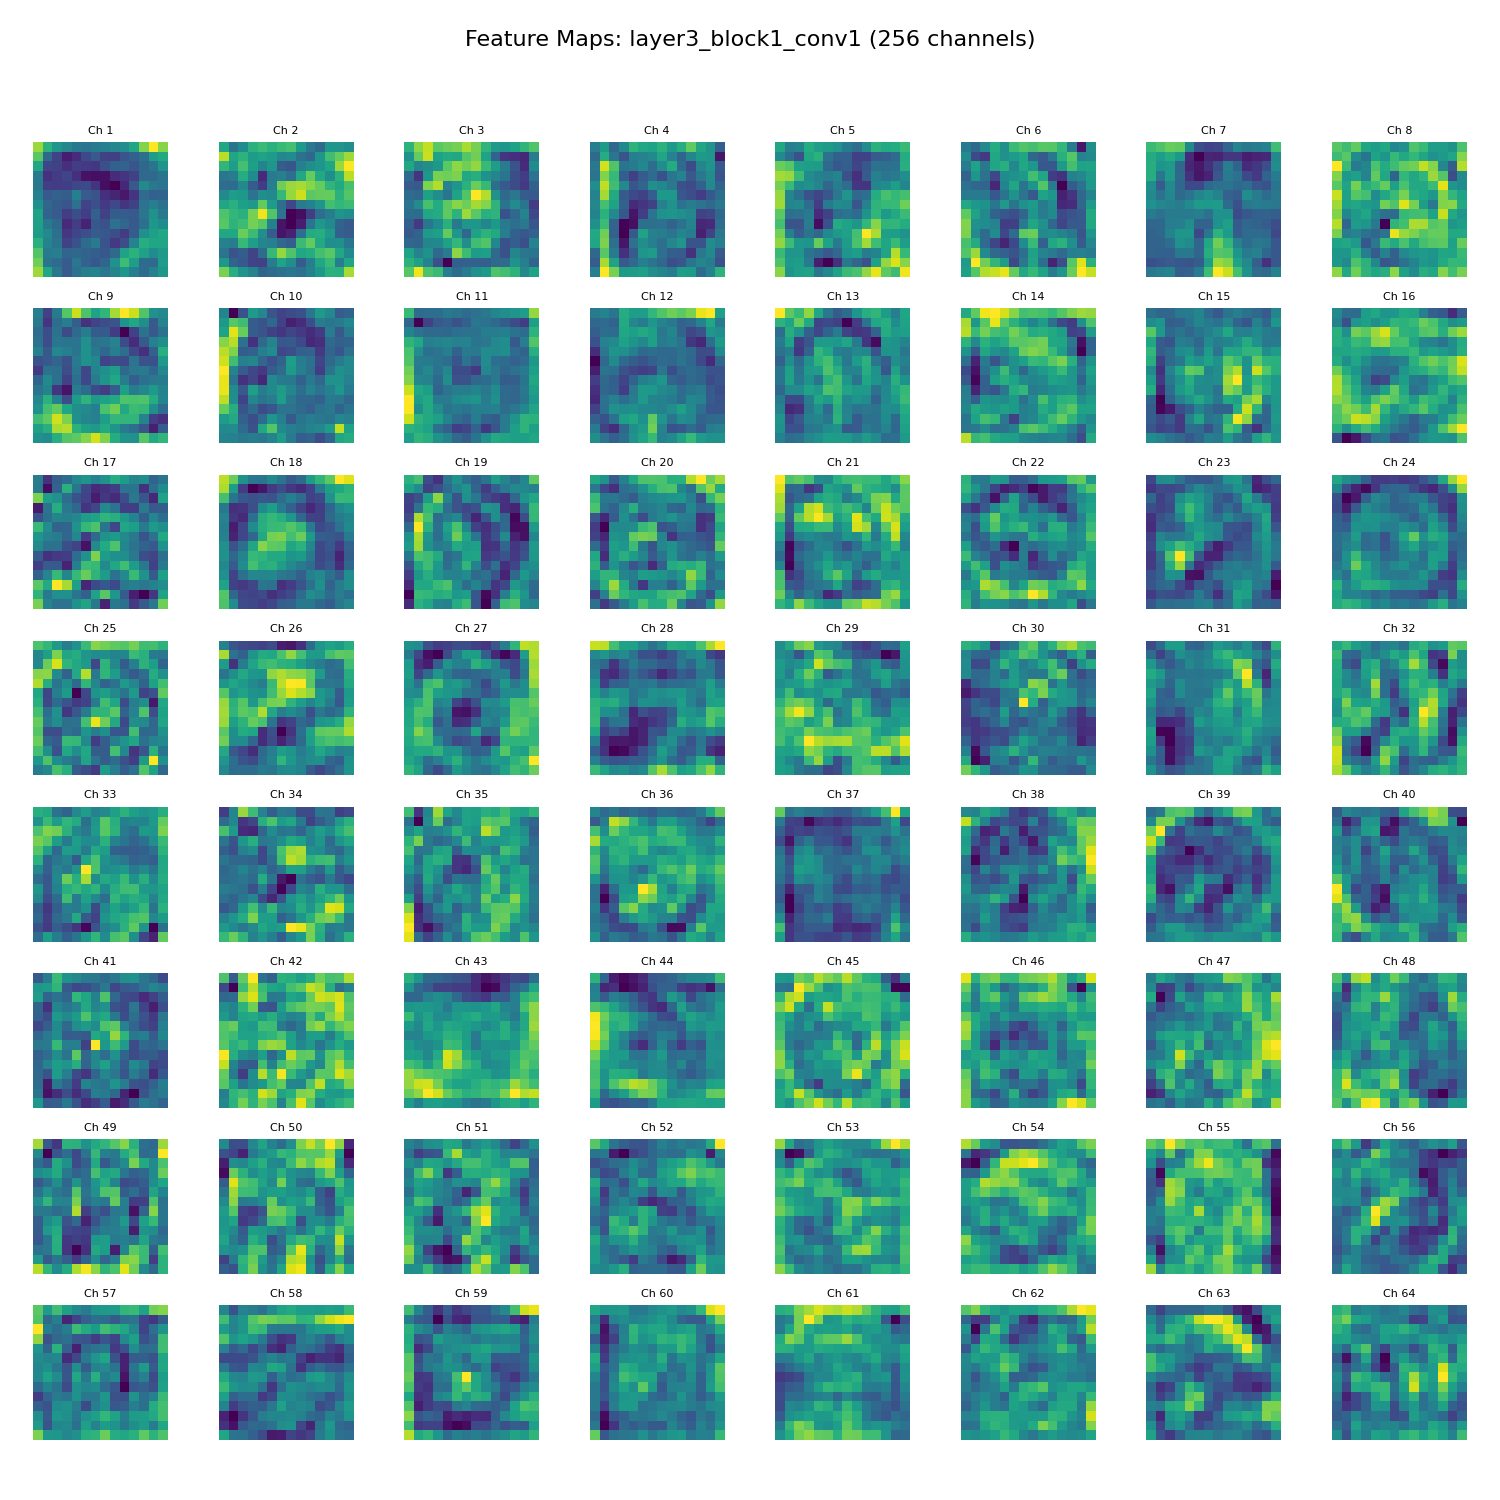 Feature Maps: layer3_block1_conv1 (256 channels)
Ch 1 Ch 2 Ch 3 Ch 4 Ch 5 Ch 6 Ch 7 Ch 8
Ch 9 Ch 10 Ch 11 Ch 12 Ch 13 Ch 14 Ch 15 Ch 16
Ch 17 Ch 18 Ch 19 Ch 20 Ch 21 Ch 22 Ch 23 Ch 24
Ch 25 Ch 26 Ch 27 Ch 28 Ch 29 Ch 30 Ch 31 Ch 32
Ch 33 Ch 34 Ch 35 Ch 36 Ch 37 Ch 38 Ch 39 Ch 40
Ch 41 Ch 42 Ch 43 Ch 44 Ch 45 Ch 46 Ch 47 Ch 48
Ch 49 Ch 50 Ch 51 Ch 52 Ch 53 Ch 54 Ch 55 Ch 56
Ch 57 Ch 58 Ch 59 Ch 60 Ch 61 Ch 62 Ch 63 Ch 64